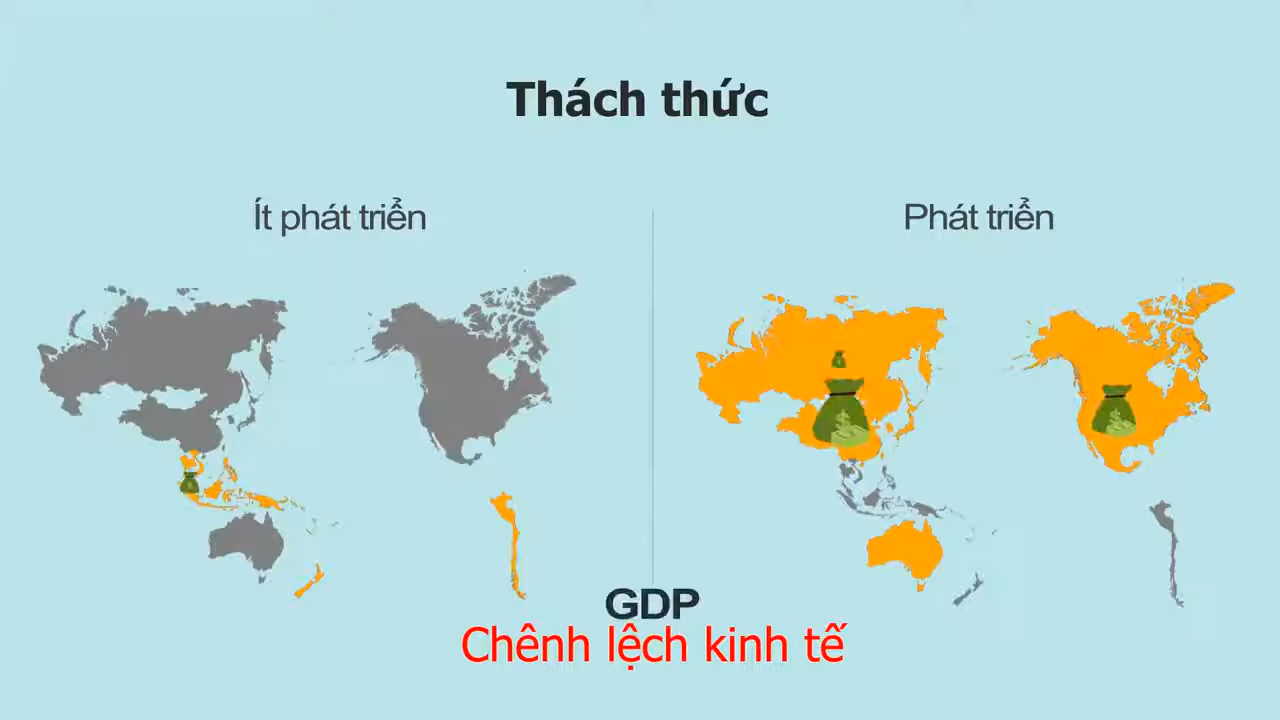 Thách thức
Ít phát triển
Phát triển
GDP
Chênh lệch kinh tế